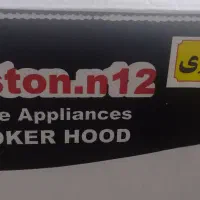 ston.n12
e Appliances
OKER HOOD